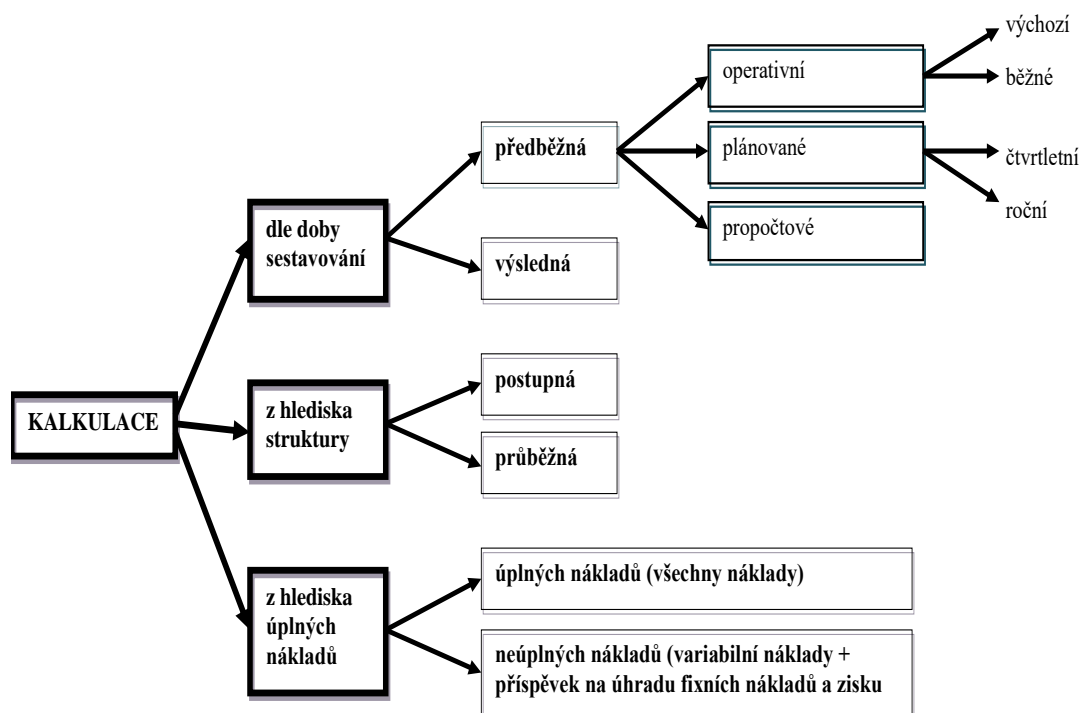 výchozí
operativní
běžné
předběžná
plánované
čtvrtletní
roční
propočtové
dle doby
sestavování
výsledná
postupná
z hlediska
struktury
KALKULACE
průběžná
úplných nákladů (všechny náklady)
z hlediska
úplných
nákladů
neúplných nákladů (variabilní náklady +
příspěvek na úhradu fixních nákladů a zisku